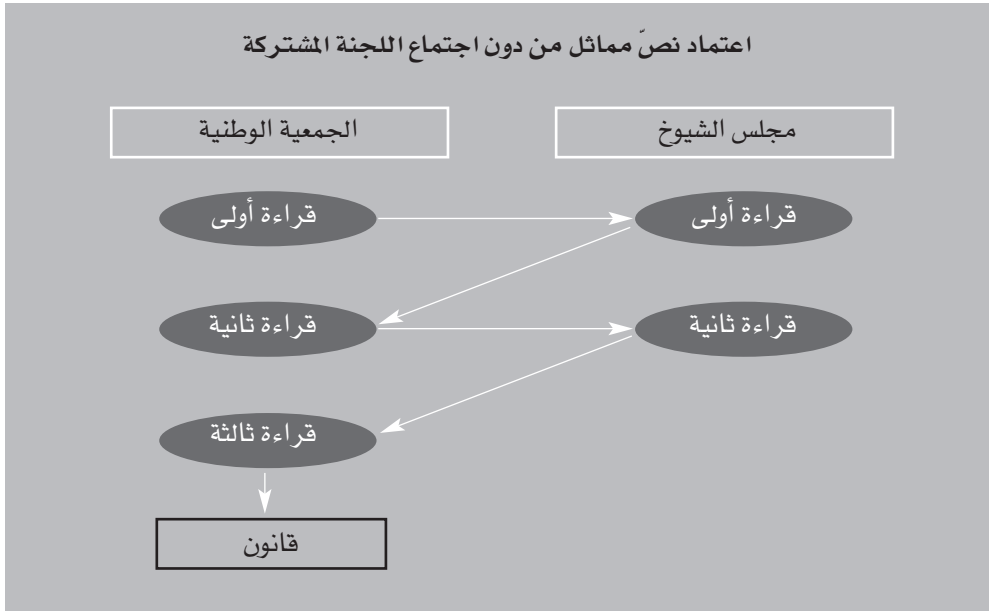 اعتماد نصّ مماثل من دون اجتماع اللجنة المشتركة
مجلس الشيوخ
الجمعية الوطنية
قراءة أولى
قراءة أولى
قراءة ثانية
قراءة ثانية
قراءة ثالثة
قانون